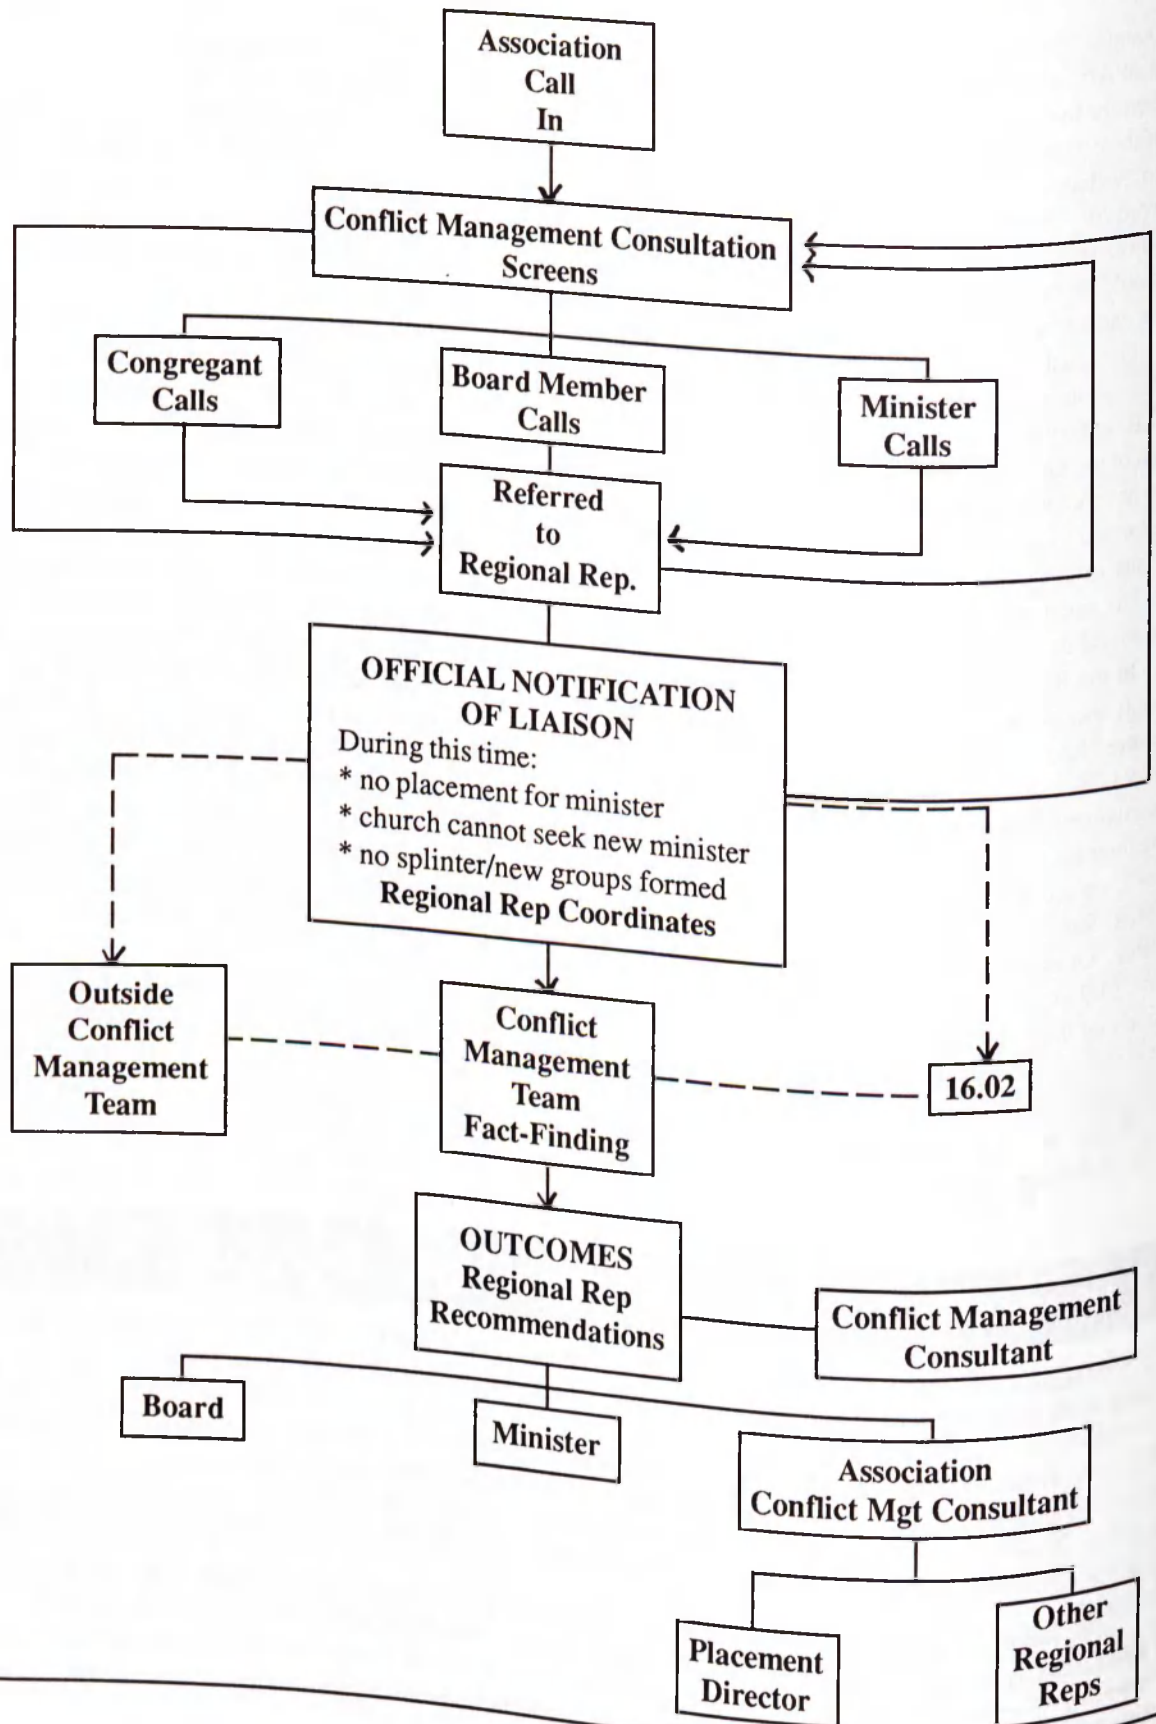 Association
Call
In
Conflict Management Consultation
Screens
Congregant
Calls
Board Member
Calls
Minister
Calls
Referred
to
Regional Rep.
OFFICIAL NOTIFICATION
OF LIAISON
During this time:
* no placement for minister
* church cannot seek new minister
* no splinter/new groups formed
Regional Rep Coordinates
Outside
Conflict
Management
Team
Conflict
Management
Team
Fact-Finding
16.02
OUTCOMES
Regional Rep
Recommendations
Conflict Management
Consultant
Board
Minister
Association
Conflict Mgt Consultant
Placement
Director
Other
Regional
Reps